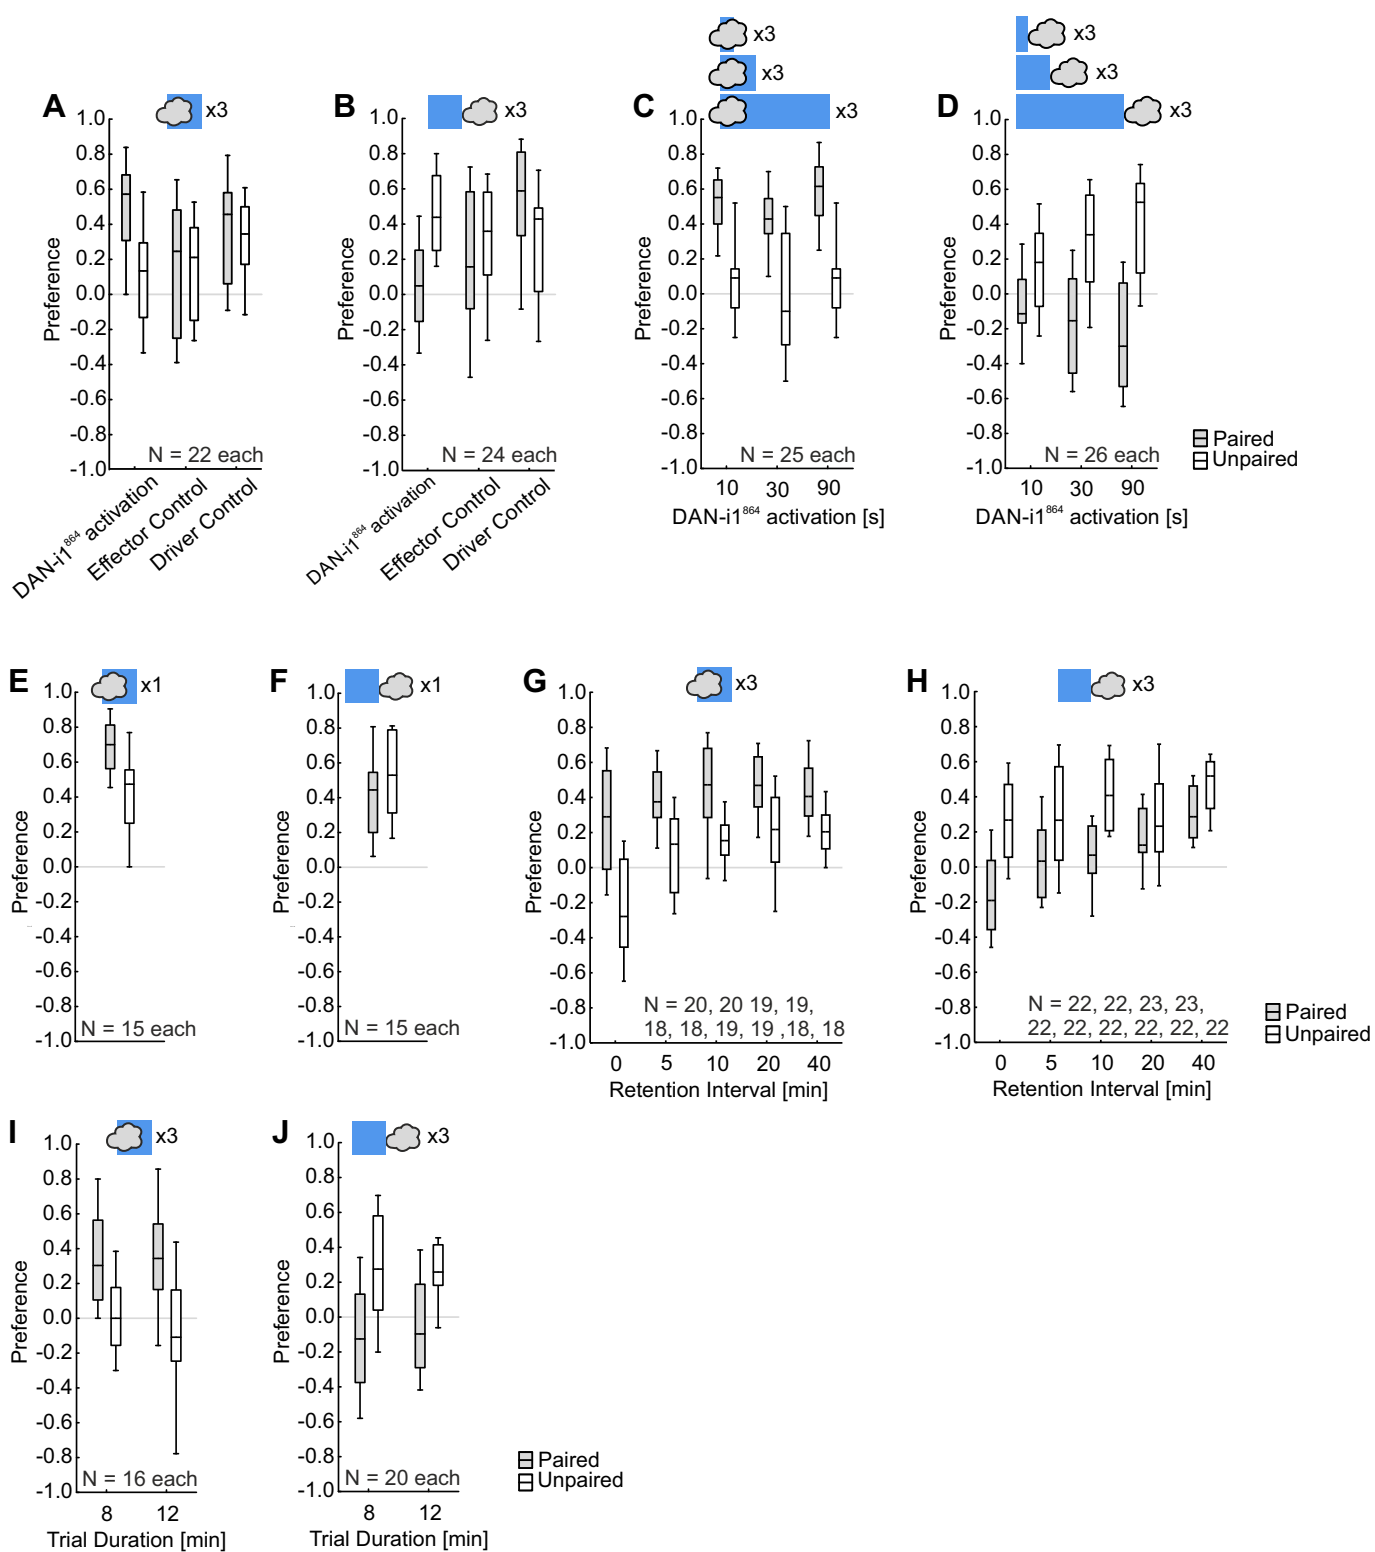 x3
x3
x3
x3
A
x3
B
x3
C
x3
D
x3
1.0
0.8
0.6
0.4
0.2
0.0
-0.2
-0.4
-0.6
-0.8
-1.0
Preference
N = 22 each
DAN-i1⁸⁶⁴ activation
Effector Control
Driver Control
1.0
0.8
0.6
0.4
0.2
0.0
-0.2
-0.4
-0.6
-0.8
-1.0
Preference
N = 24 each
DAN-i1⁸⁶⁴ activation
Effector Control
Driver Control
1.0
0.8
0.6
0.4
0.2
0.0
-0.2
-0.4
-0.6
-0.8
-1.0
Preference
N = 25 each
10 30 90
DAN-i1⁸⁶⁴ activation [s]
1.0
0.8
0.6
0.4
0.2
0.0
-0.2
-0.4
-0.6
-0.8
-1.0
Preference
N = 26 each
10 30 90
DAN-i1⁸⁶⁴ activation [s]
Paired
Unpaired
E
x1
1.0
0.8
0.6
0.4
0.2
0.0
-0.2
-0.4
-0.6
-0.8
-1.0
Preference
N = 15 each
F
x1
1.0
0.8
0.6
0.4
0.2
0.0
-0.2
-0.4
-0.6
-0.8
-1.0
Preference
N = 15 each
G
x3
1.0
0.8
0.6
0.4
0.2
0.0
-0.2
-0.4
-0.6
-0.8
-1.0
Preference
N = 20, 20 19, 19,
18, 18, 19, 19, 18, 18
0 5 10 20 40
Retention Interval [min]
H
x3
1.0
0.8
0.6
0.4
0.2
0.0
-0.2
-0.4
-0.6
-0.8
-1.0
Preference
N = 22, 22, 23, 23,
22, 22, 22, 22, 22, 22
0 5 10 20 40
Retention Interval [min]
Paired
Unpaired
I
x3
1.0
0.8
0.6
0.4
0.2
0.0
-0.2
-0.4
-0.6
-0.8
-1.0
Preference
N = 16 each
8 12
Trial Duration [min]
J
x3
1.0
0.8
0.6
0.4
0.2
0.0
-0.2
-0.4
-0.6
-0.8
-1.0
Preference
N = 20 each
8 12
Trial Duration [min]
Paired
Unpaired